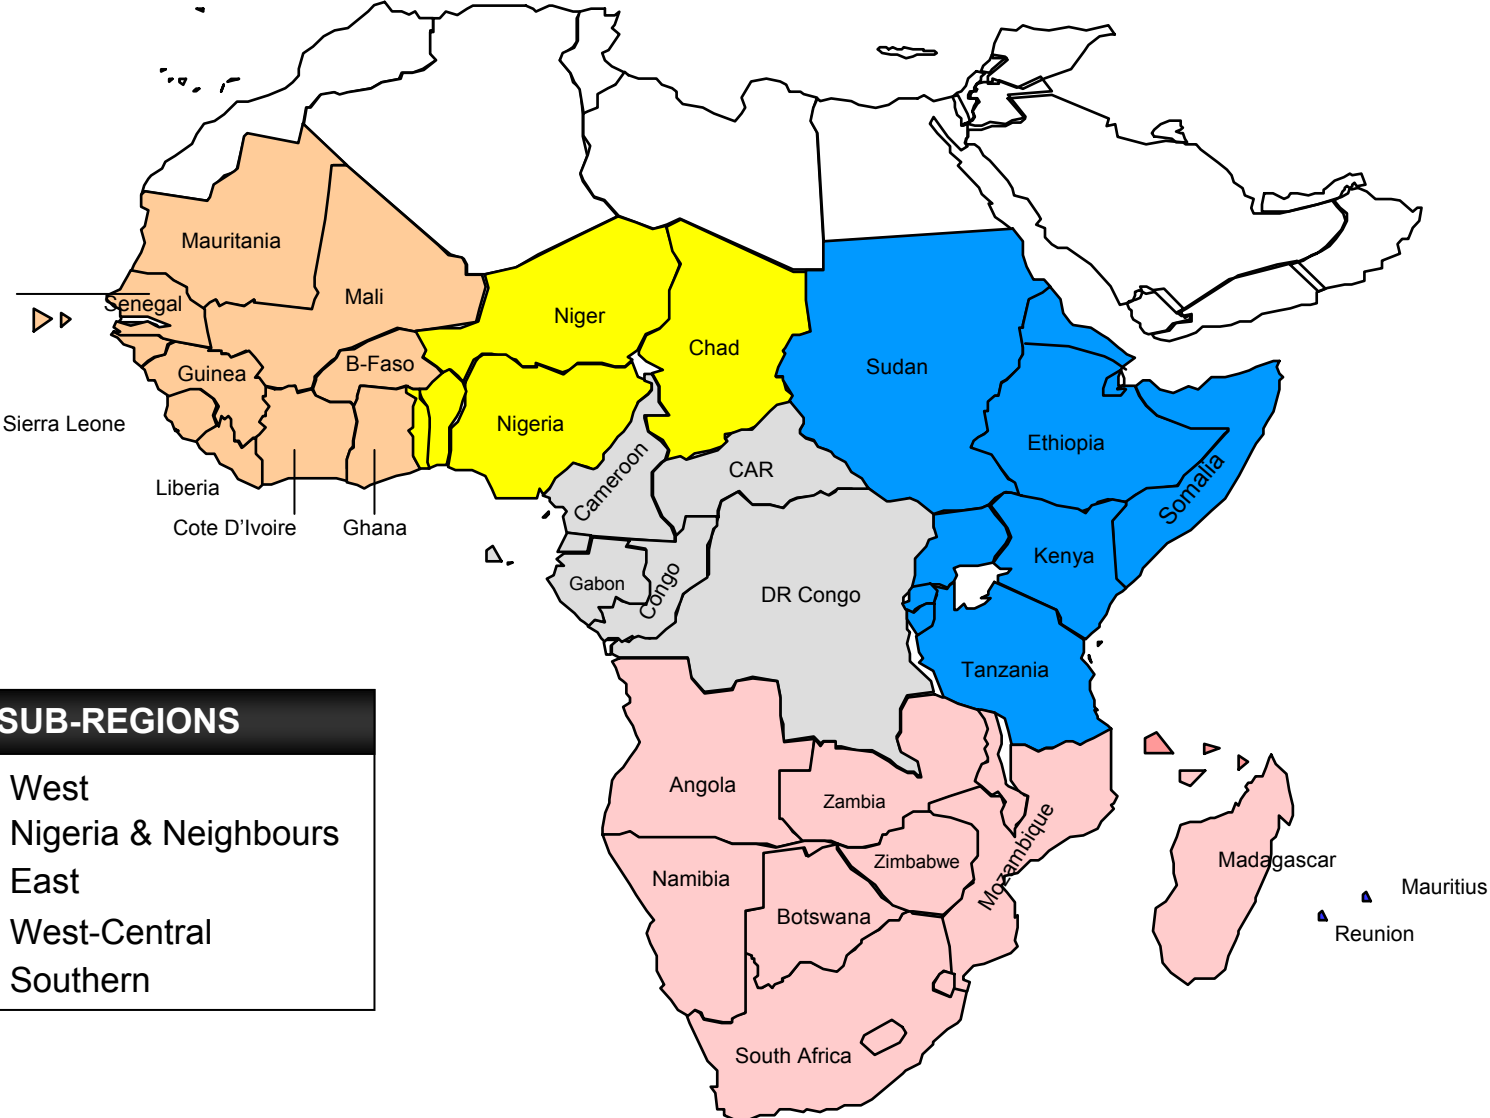 Mauritania
Senegal
Mali
Niger
Chad
Sudan
Guinea
B-Faso
Nigeria
Sierra Leone
Ethiopia
CAR
Cameroon
Somalia
Liberia
Cote D'Ivoire
Ghana
Kenya
Gabon
Congo
DR Congo
Tanzania
SUB-REGIONS
West
Nigeria & Neighbours
East
West-Central
Southern
Angola
Zambia
Mozambique
Zimbabwe
Madagascar
Namibia
Mauritius
Botswana
Reunion
South Africa